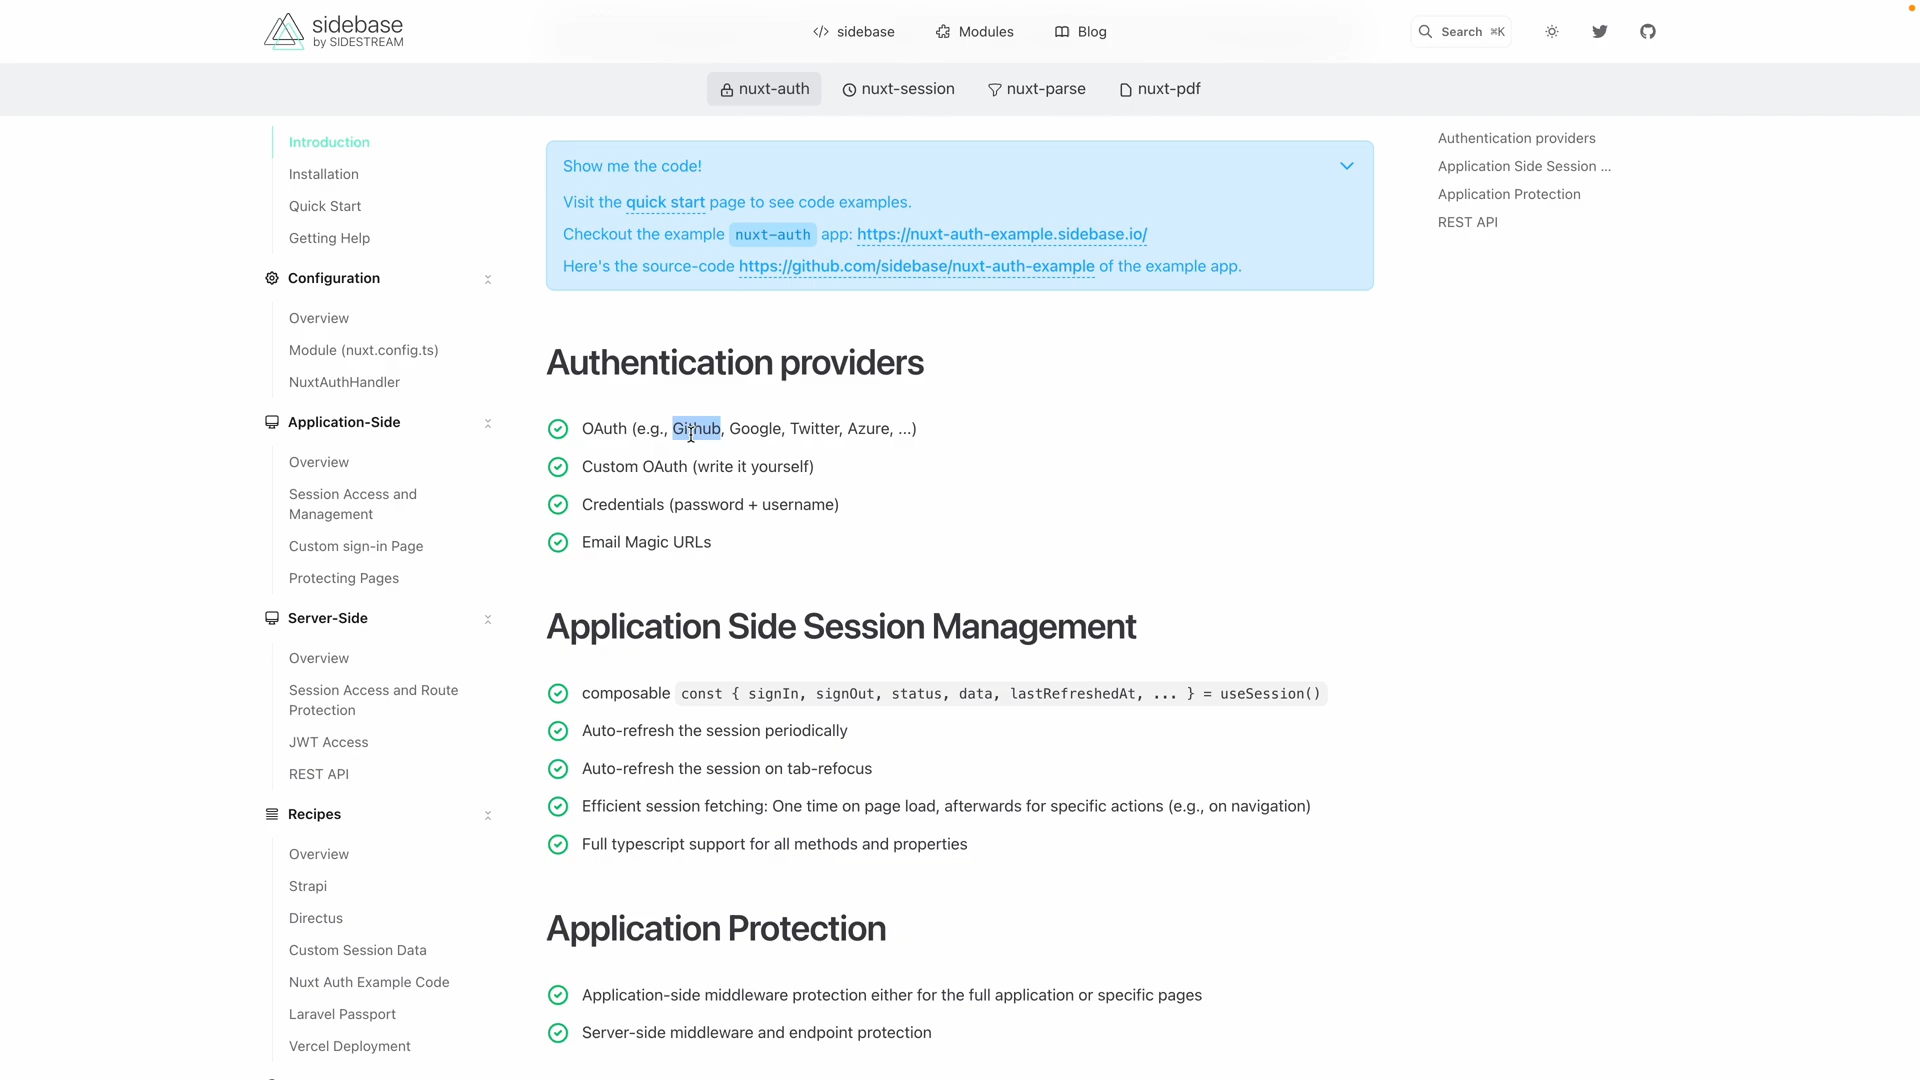 sidebase
by SIDESTREAM
</> sidebase
Modules
Blog
Search ⌘K
nuxt-auth
nuxt-session
nuxt-parse
nuxt-pdf
Introduction
Installation
Quick Start
Getting Help
Configuration
Overview
Module (nuxt.config.ts)
NuxtAuthHandler
Application-Side
Overview
Session Access and
Management
Custom sign-in Page
Protecting Pages
Server-Side
Overview
Session Access and Route
Protection
JWT Access
REST API
Recipes
Overview
Strapi
Directus
Custom Session Data
Nuxt Auth Example Code
Laravel Passport
Vercel Deployment
Show me the code!
Visit the quick start page to see code examples.
Checkout the example nuxt-auth app: https://nuxt-auth-example.sidebase.io/
Here's the source-code https://github.com/sidebase/nuxt-auth-example of the example app.
Authentication providers
OAuth (e.g., Github, Google, Twitter, Azure, ...)
Custom OAuth (write it yourself)
Credentials (password + username)
Email Magic URLs
Application Side Session Management
composable const { signIn, signOut, status, data, lastRefreshedAt, ... } = useSession()
Auto-refresh the session periodically
Auto-refresh the session on tab-refocus
Efficient session fetching: One time on page load, afterwards for specific actions (e.g., on navigation)
Full typescript support for all methods and properties
Application Protection
Application-side middleware protection either for the full application or specific pages
Server-side middleware and endpoint protection
Authentication providers
Application Side Session ...
Application Protection
REST API